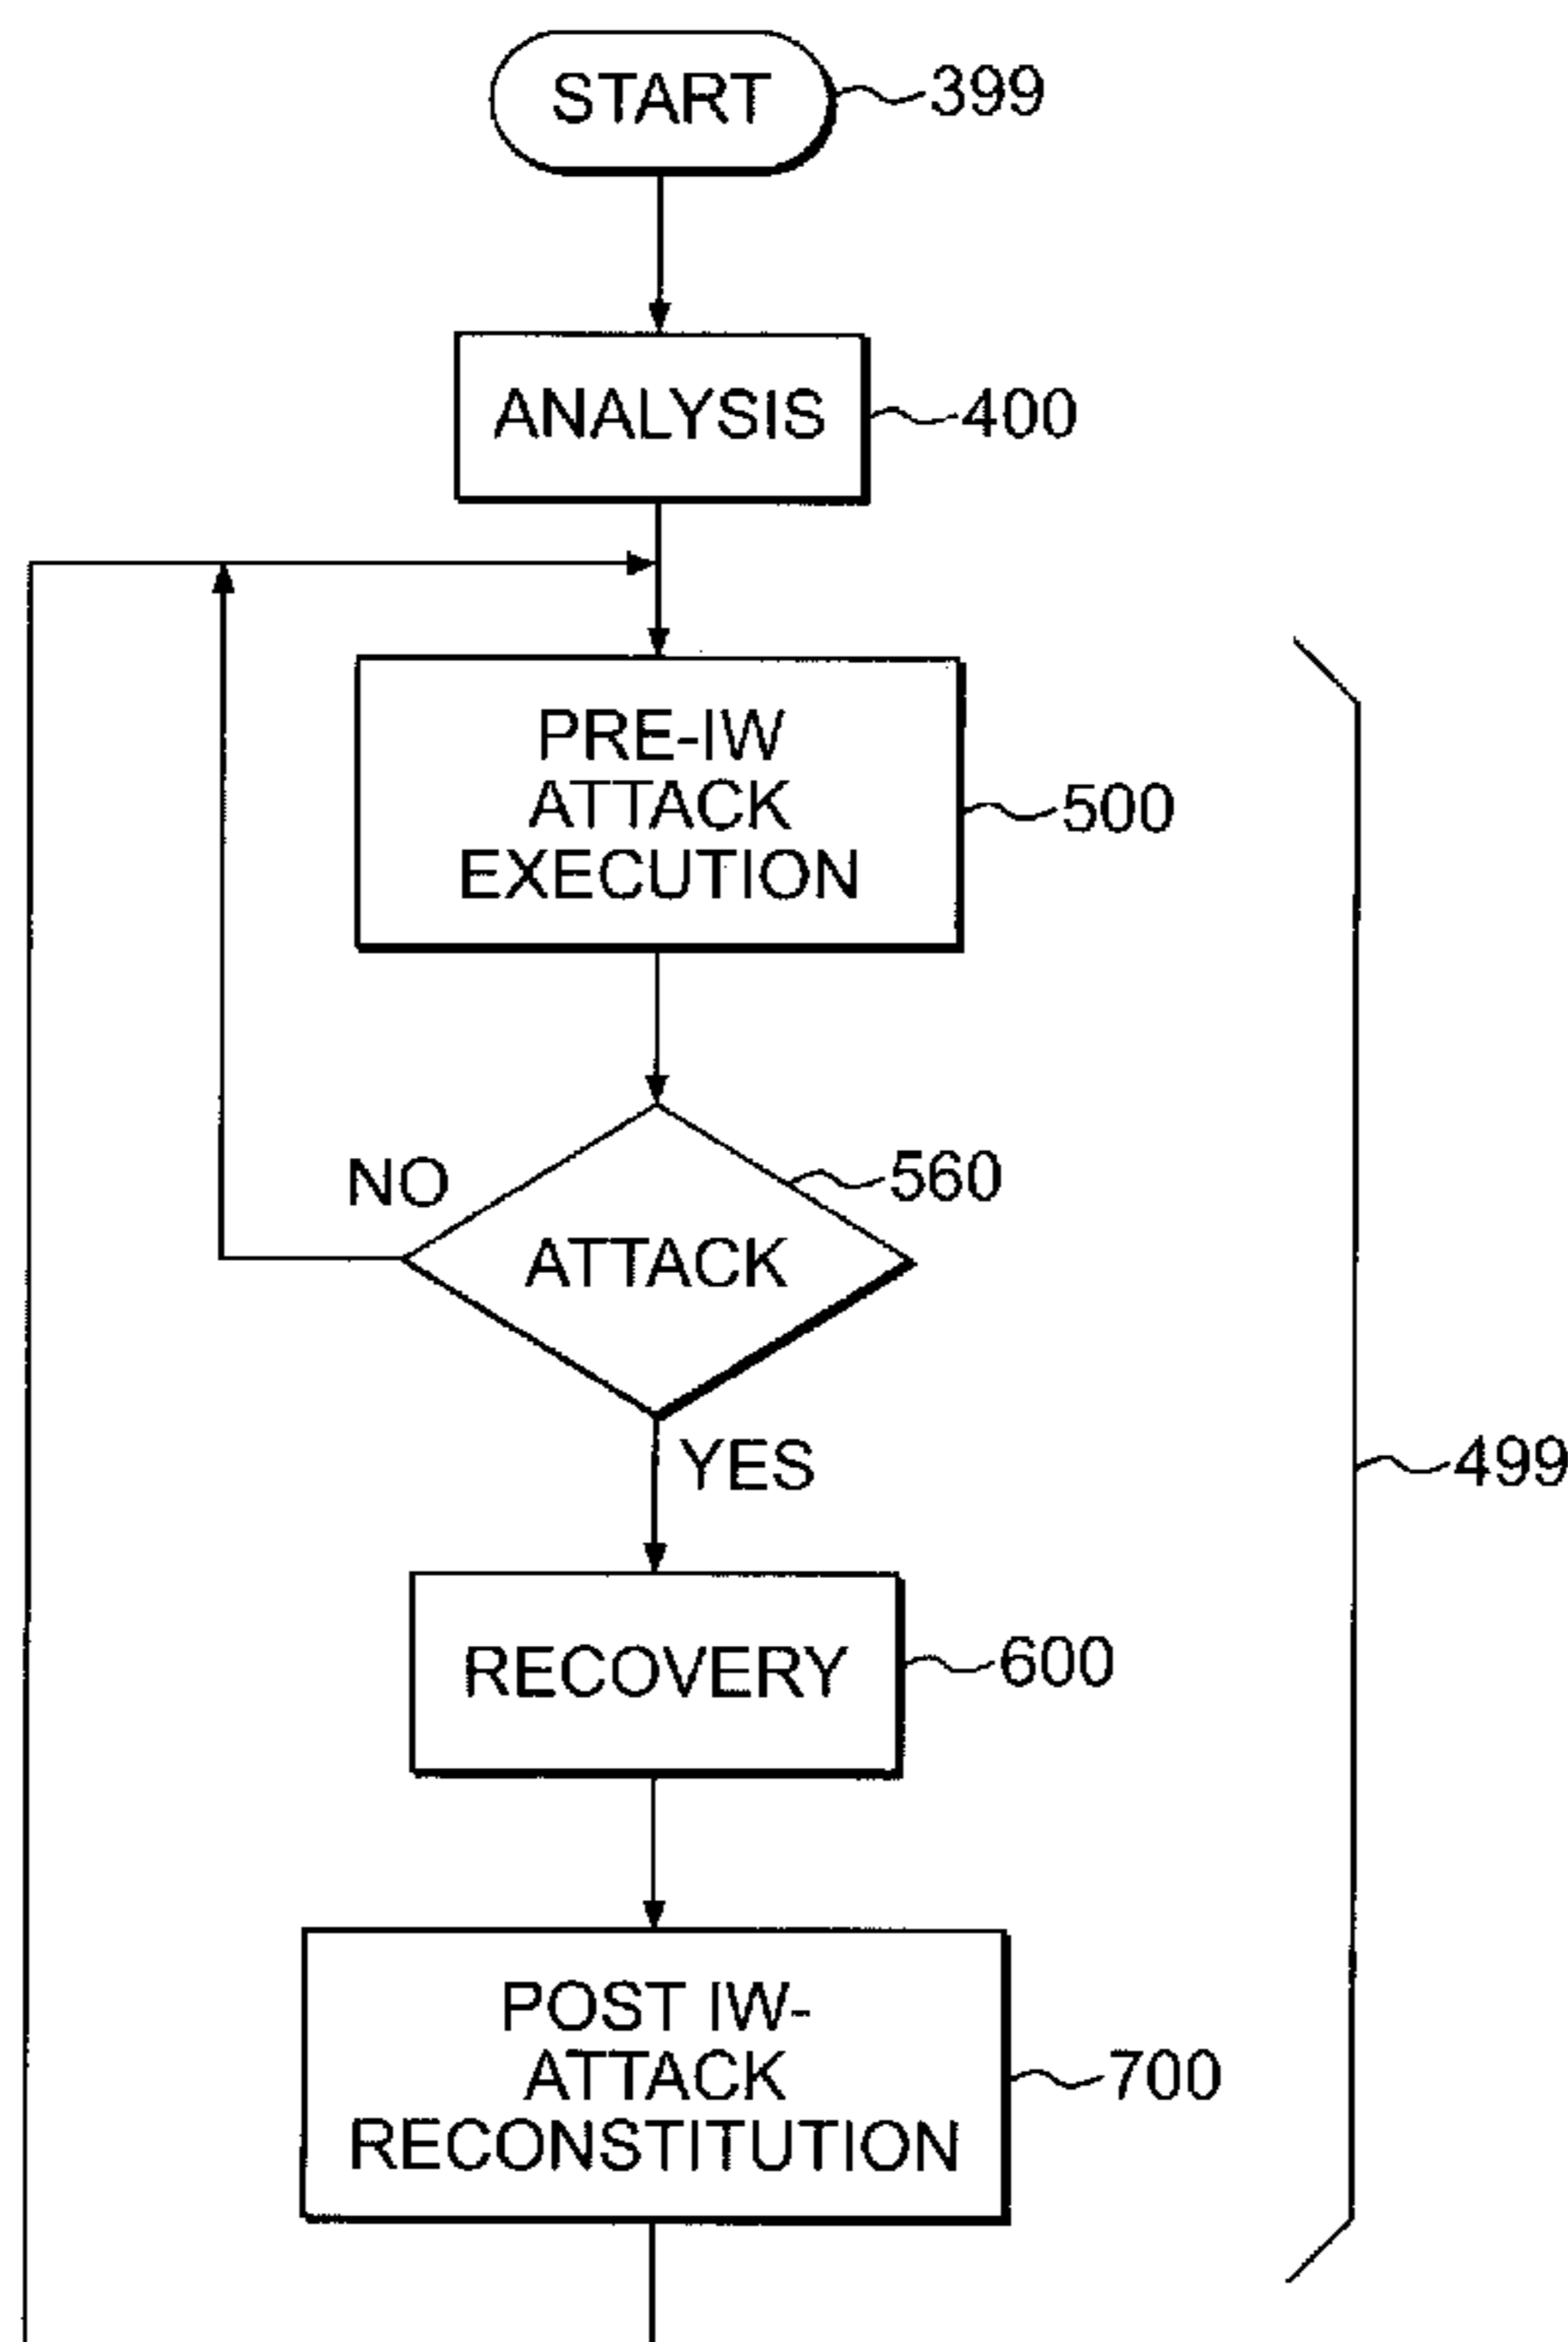 START
399
ANALYSIS
400
PRE-IW
ATTACK
EXECUTION
500
NO
560
ATTACK
YES
499
RECOVERY
600
POST IW-
ATTACK
RECONSTITUTION
700